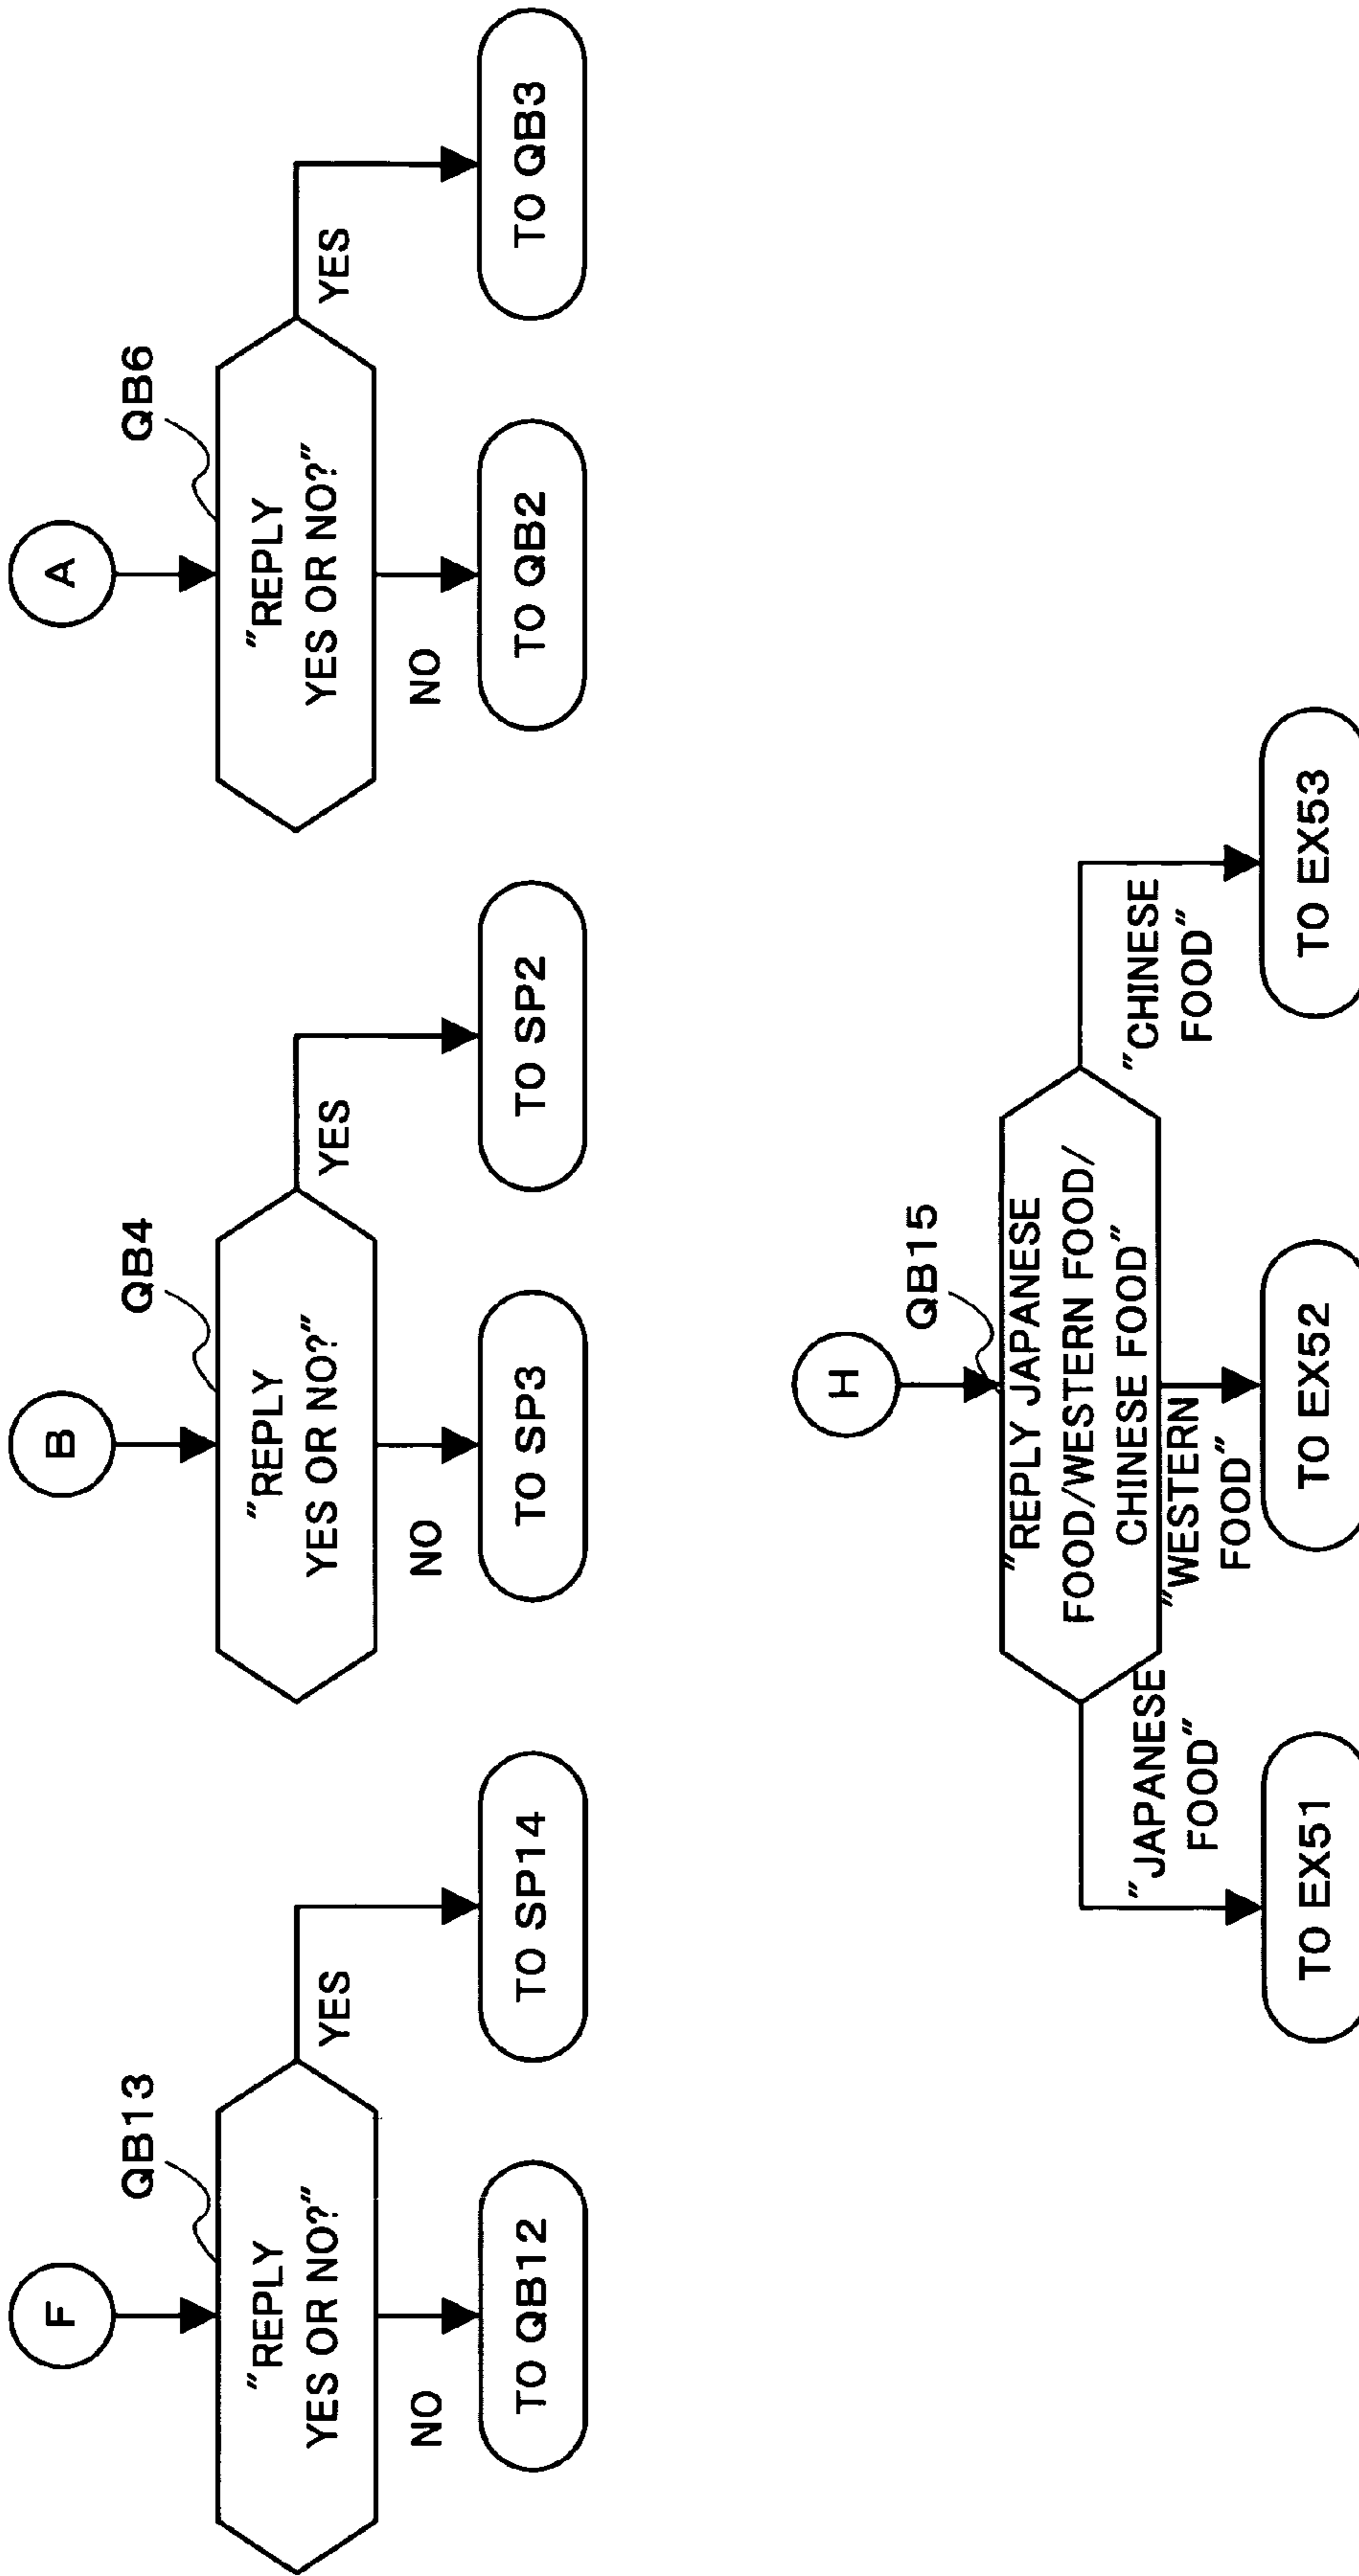 F
QB13
"REPLY
YES OR NO?"
YES
NO
TO QB12
TO SP14
B
QB4
"REPLY
YES OR NO?"
YES
NO
TO SP3
TO SP2
A
QB6
"REPLY
YES OR NO?"
YES
NO
TO QB2
TO QB3
H
QB15
"REPLY JAPANESE
FOOD/WESTERN FOOD/
CHINESE FOOD"
"JAPANESE
FOOD"
"WESTERN
FOOD"
"CHINESE
FOOD"
TO EX51
TO EX52
TO EX53